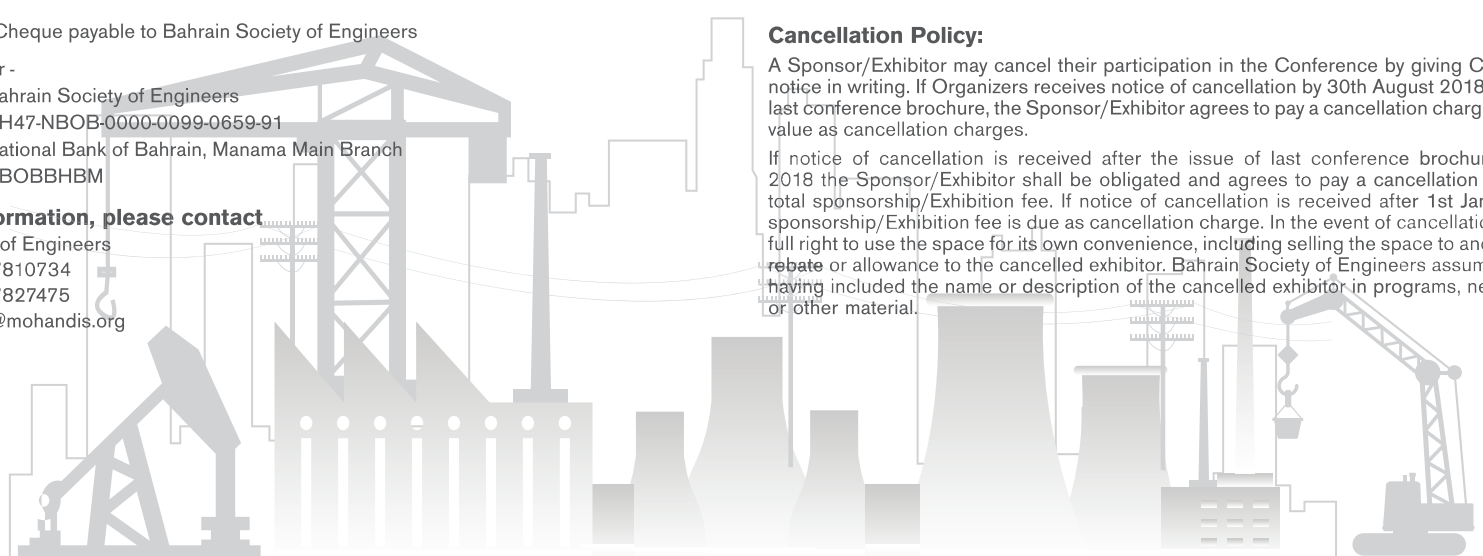 Cheque payable to Bahrain Society of Engineers
r -
ahrain Society of Engineers
H47-NBOB-0000-0099-0659-91
ational Bank of Bahrain, Manama Main Branch
BOBBHBM
ormation, please contact
of Engineers
7810734
7827475
@mohandis.org
Cancellation Policy:
A Sponsor/Exhibitor may cancel their participation in the Conference by giving C
notice in writing. If Organizers receives notice of cancellation by 30th August 2018
last conference brochure, the Sponsor/Exhibitor agrees to pay a cancellation charg
value as cancellation charges.
If notice of cancellation is received after the issue of last conference brochu
2018 the Sponsor/Exhibitor shall be obligated and agrees to pay a cancellation
total sponsorship/Exhibition fee. If notice of cancellation is received after 1st Jan
sponsorship/Exhibition fee is due as cancellation charge. In the event of cancellatio
full right to use the space for its own convenience, including selling the space to ano
rebate or allowance to the cancelled exhibitor. Bahrain Society of Engineers assum
having included the name or description of the cancelled exhibitor in programs, ne
or other material.